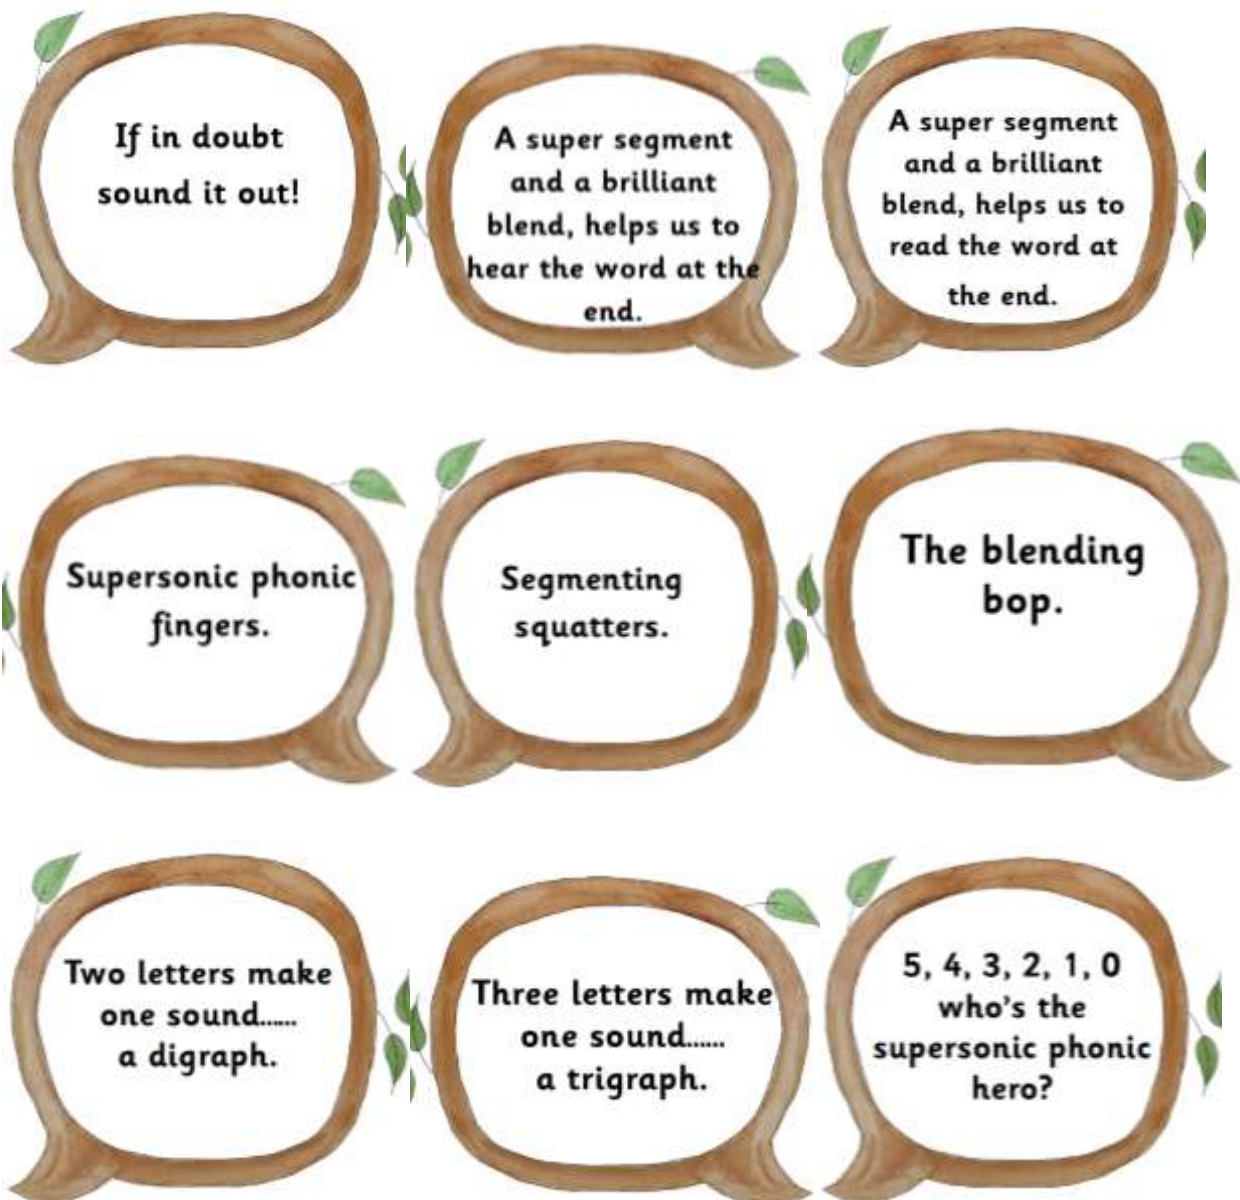 If in doubt
sound it out!
A super segment
and a brilliant
blend, helps us to
hear the word at the
end.
A super segment
and a brilliant
blend, helps us to
read the word at
the end.
Supersonic phonic
fingers.
Segmenting
squatters.
The blending
bop.
Two letters make
one sound......
a digraph.
Three letters make
one sound......
a trigraph.
5, 4, 3, 2, 1, 0
who's the
supersonic phonic
hero?